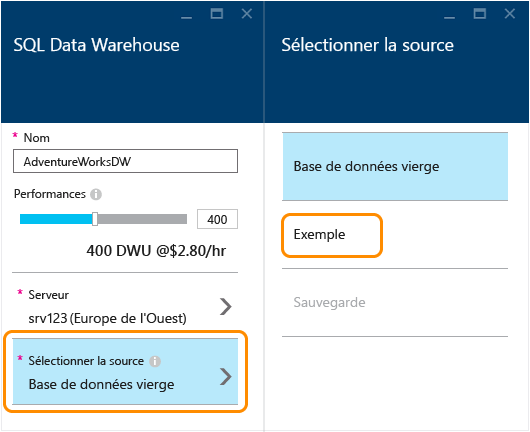 SQL Data Warehouse
* Nom
AdventureWorksDW
Performances
400
400 DWU @$2.80/hr
* Serveur
srv123 (Europe de l'Ouest)
* Sélectionner la source
Base de données vierge
Sélectionner la source
Base de données vierge
Exemple
Sauvegarde